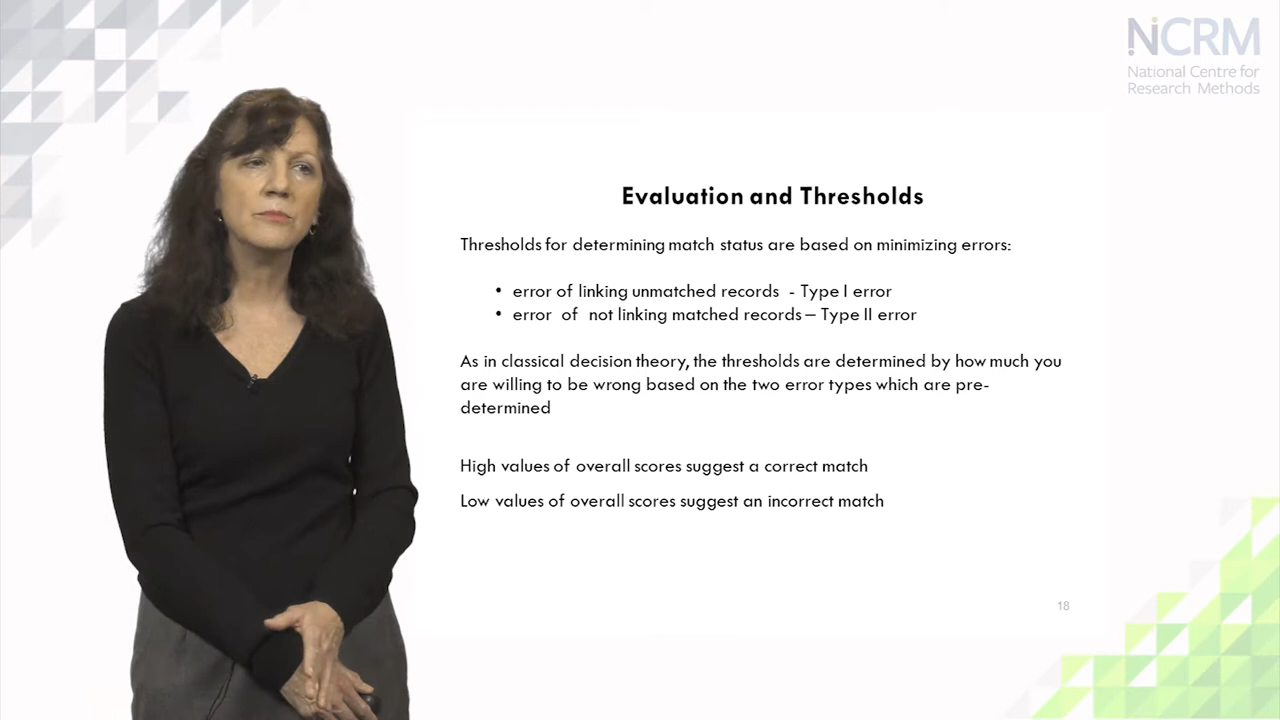 NCRM
National Centre for
Research Methods
Evaluation and Thresholds
Thresholds for determining match status are based on minimizing errors:
• error of linking unmatched records - Type I error
• error of not linking matched records – Type II error
As in classical decision theory, the thresholds are determined by how much you
are willing to be wrong based on the two error types which are pre-
determined
High values of overall scores suggest a correct match
Low values of overall scores suggest an incorrect match
18